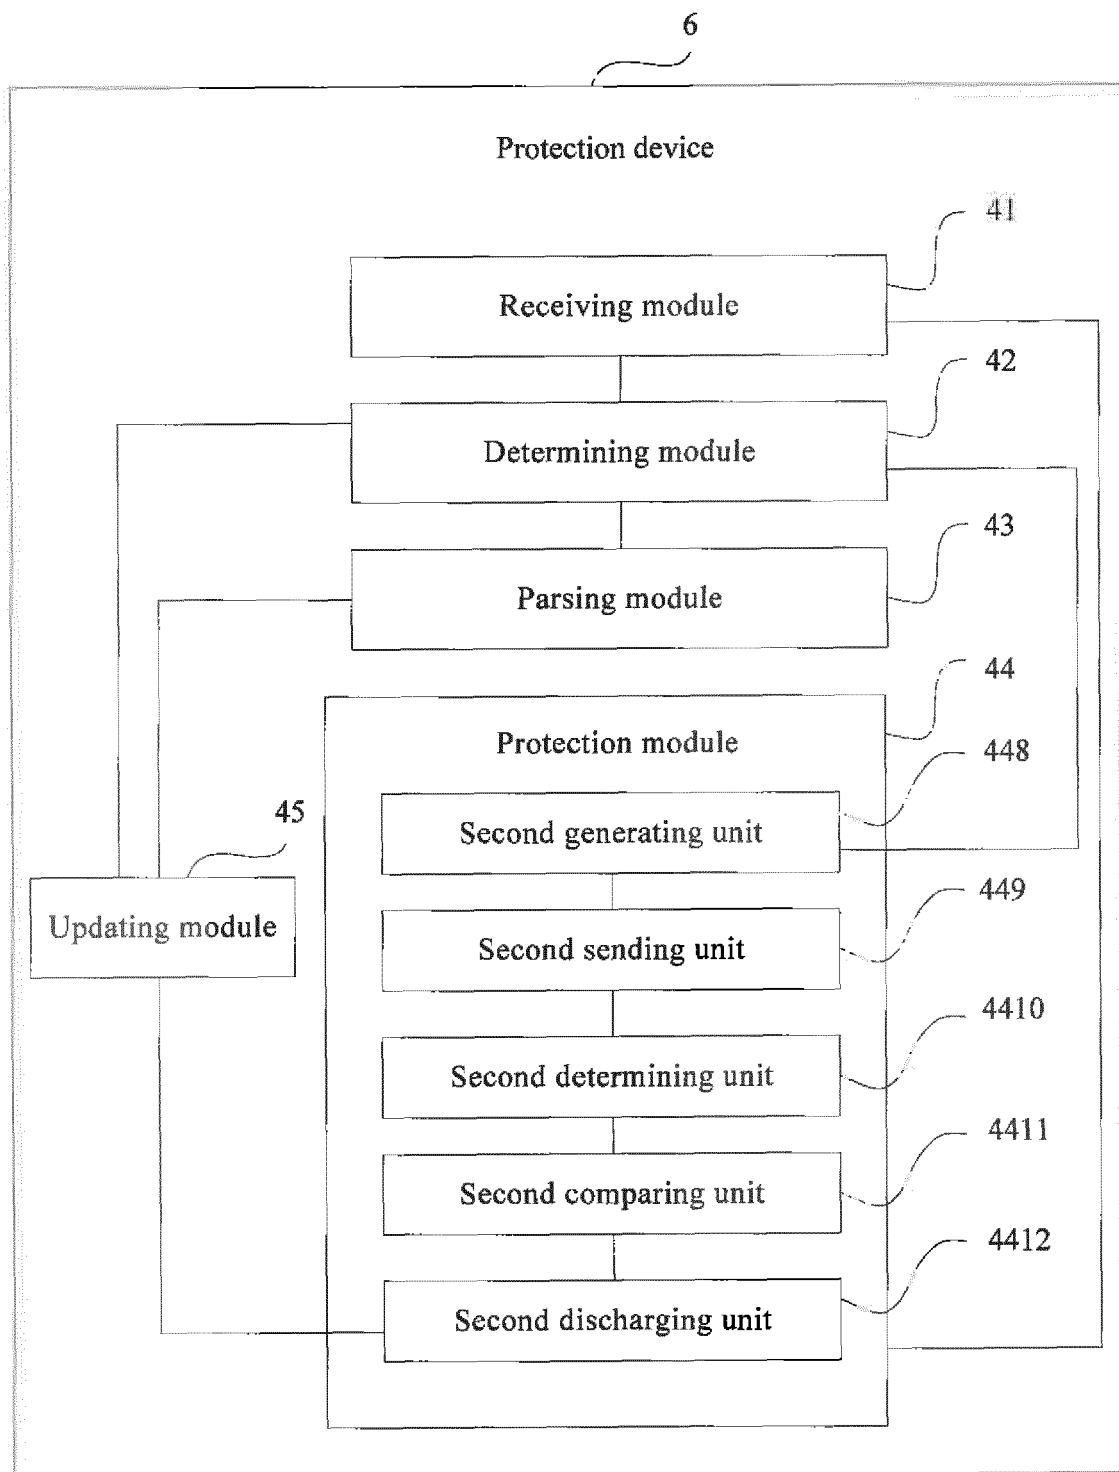 6
Protection device
41
Receiving module
42
Determining module
43
Parsing module
44
Protection module
448
Second generating unit
45
449
Updating module
Second sending unit
4410
Second determining unit
4411
Second comparing unit
4412
Second discharging unit